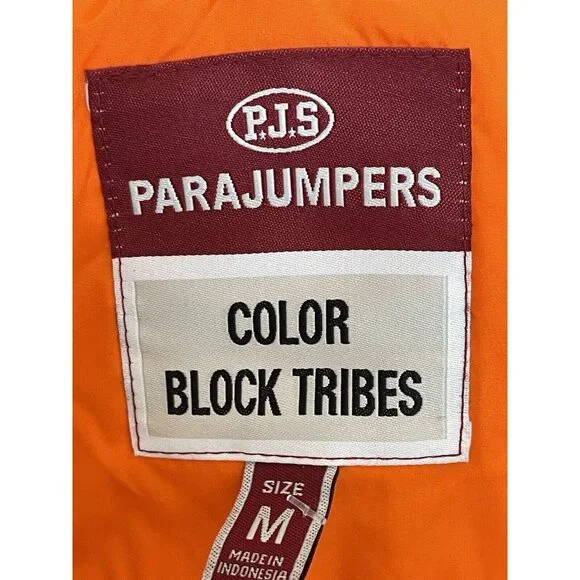 P.J.S
PARAJUMPERS
COLOR
BLOCK TRIBES
SIZE
M
MADE IN
INDONESIA